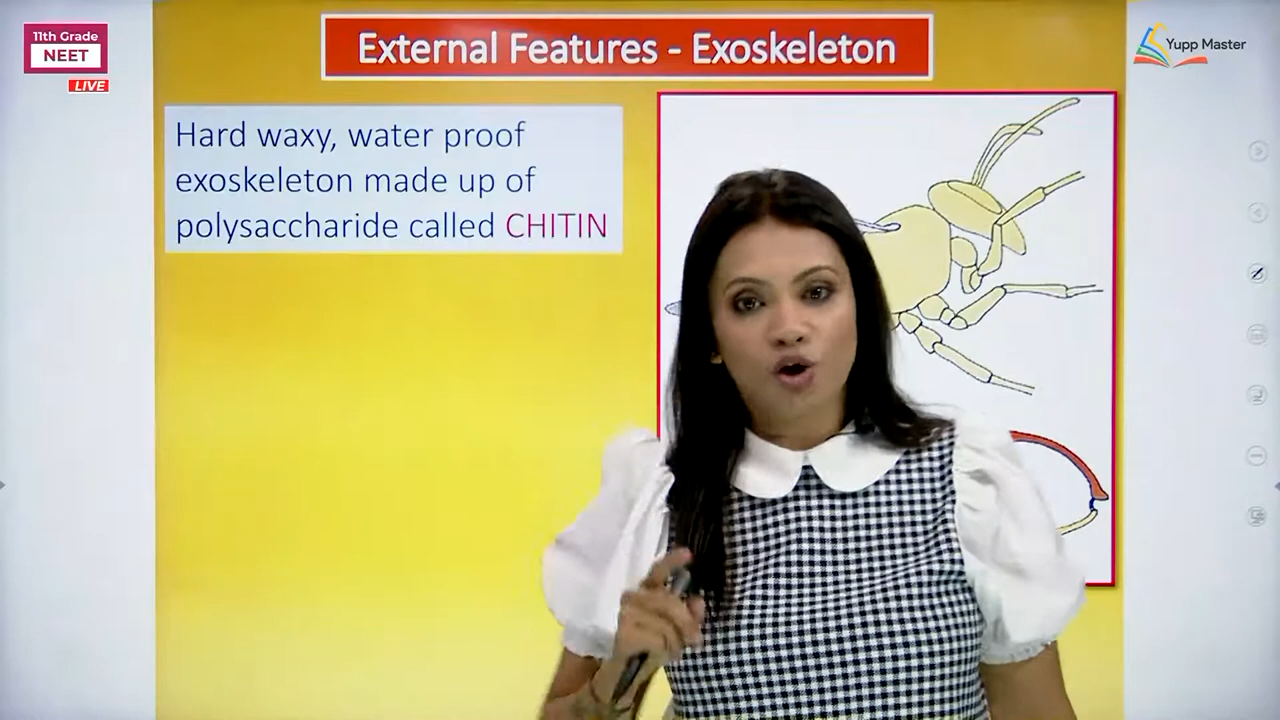 11th Grade
NEET
LIVE
External Features - Exoskeleton
Yupp Master
Hard waxy, water proof
exoskeleton made up of
polysaccharide called CHITIN